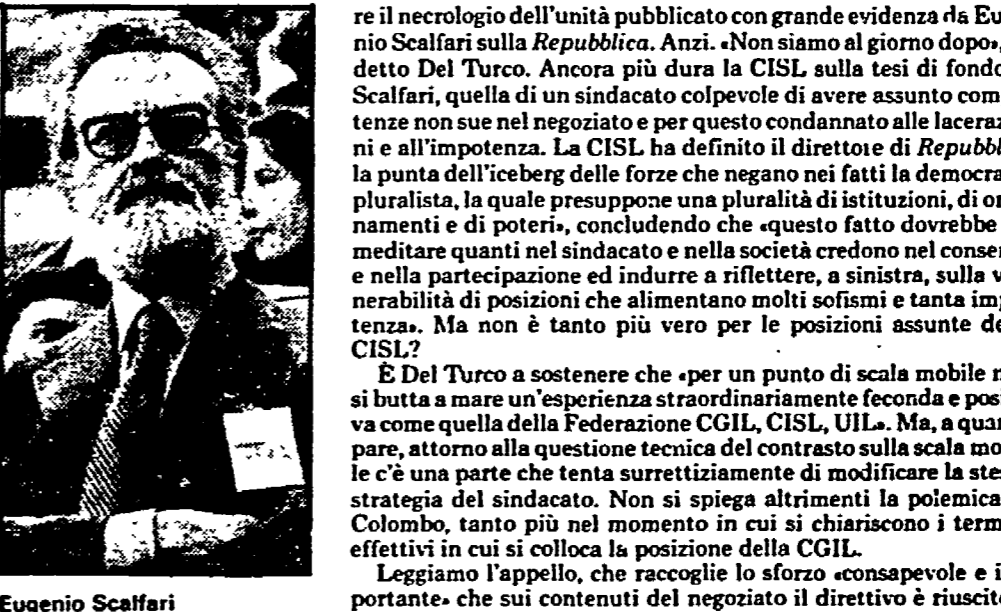 re il necrologio dell'unità pubblicato con grande evidenza da Eu
nio Scalfari sulla Repubblica. Anzi. «Non siamo al giorno dopo»,
detto Del Turco. Ancora più dura la CISL sulla tesi di fondo
Scalfari, quella di un sindacato colpevole di avere assunto com
tenze non sue nel negoziato e per questo condannato alle laceraz
ni e all'impotenza. La CISL ha definito il direttore di Repubbl
la punta dell'iceberg delle forze che negano nei fatti la democra
pluralista, la quale presuppone una pluralità di istituzioni, di or
namenti e di poteri», concludendo che «questo fatto dovrebbe
meditare quanti nel sindacato e nella società credono nel conser
e nella partecipazione ed indurre a riflettere, a sinistra, sulla v
nerabilità di posizioni che alimentano molti sofismi e tanta imp
tenza». Ma non è tanto più vero per le posizioni assunte de
CISL?
È Del Turco a sostenere che «per un punto di scala mobile n
si butta a mare un'esperienza straordinariamente feconda e posi
va come quella della Federazione CGIL, CISL, UIL». Ma, a quan
pare, attorno alla questione tecnica del contrasto sulla scala mo
le c'è una parte che tenta surrettiziamente di modificare la ste
strategia del sindacato. Non si spiega altrimenti la polemica
Colombo, tanto più nel momento in cui si chiariscono i term
effettivi in cui si colloca la posizione della CGIL.
Leggiamo l'appello, che raccoglie lo sforzo «consapevole e i
portante» che sui contenuti del negoziato il direttivo è riuscit
Eugenio Scalfari